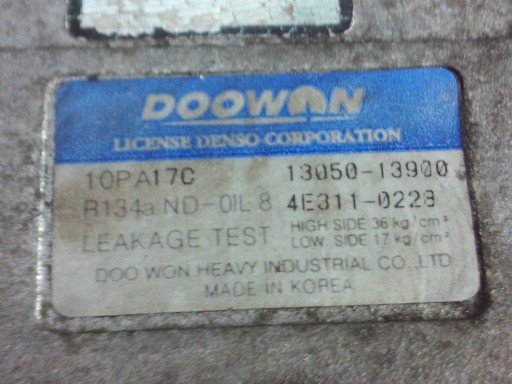 DOOWON
LICENSE DENSO CORPORATION
10PA17C 13050-13900
R134a ND-OIL 8 4E311-0228
LEAKAGE TEST HIGH SIDE 36 kg/cm²
LOW SIDE 17 kg/cm²
DOO WON HEAVY INDUSTRIAL CO.,LTD
MADE IN KOREA